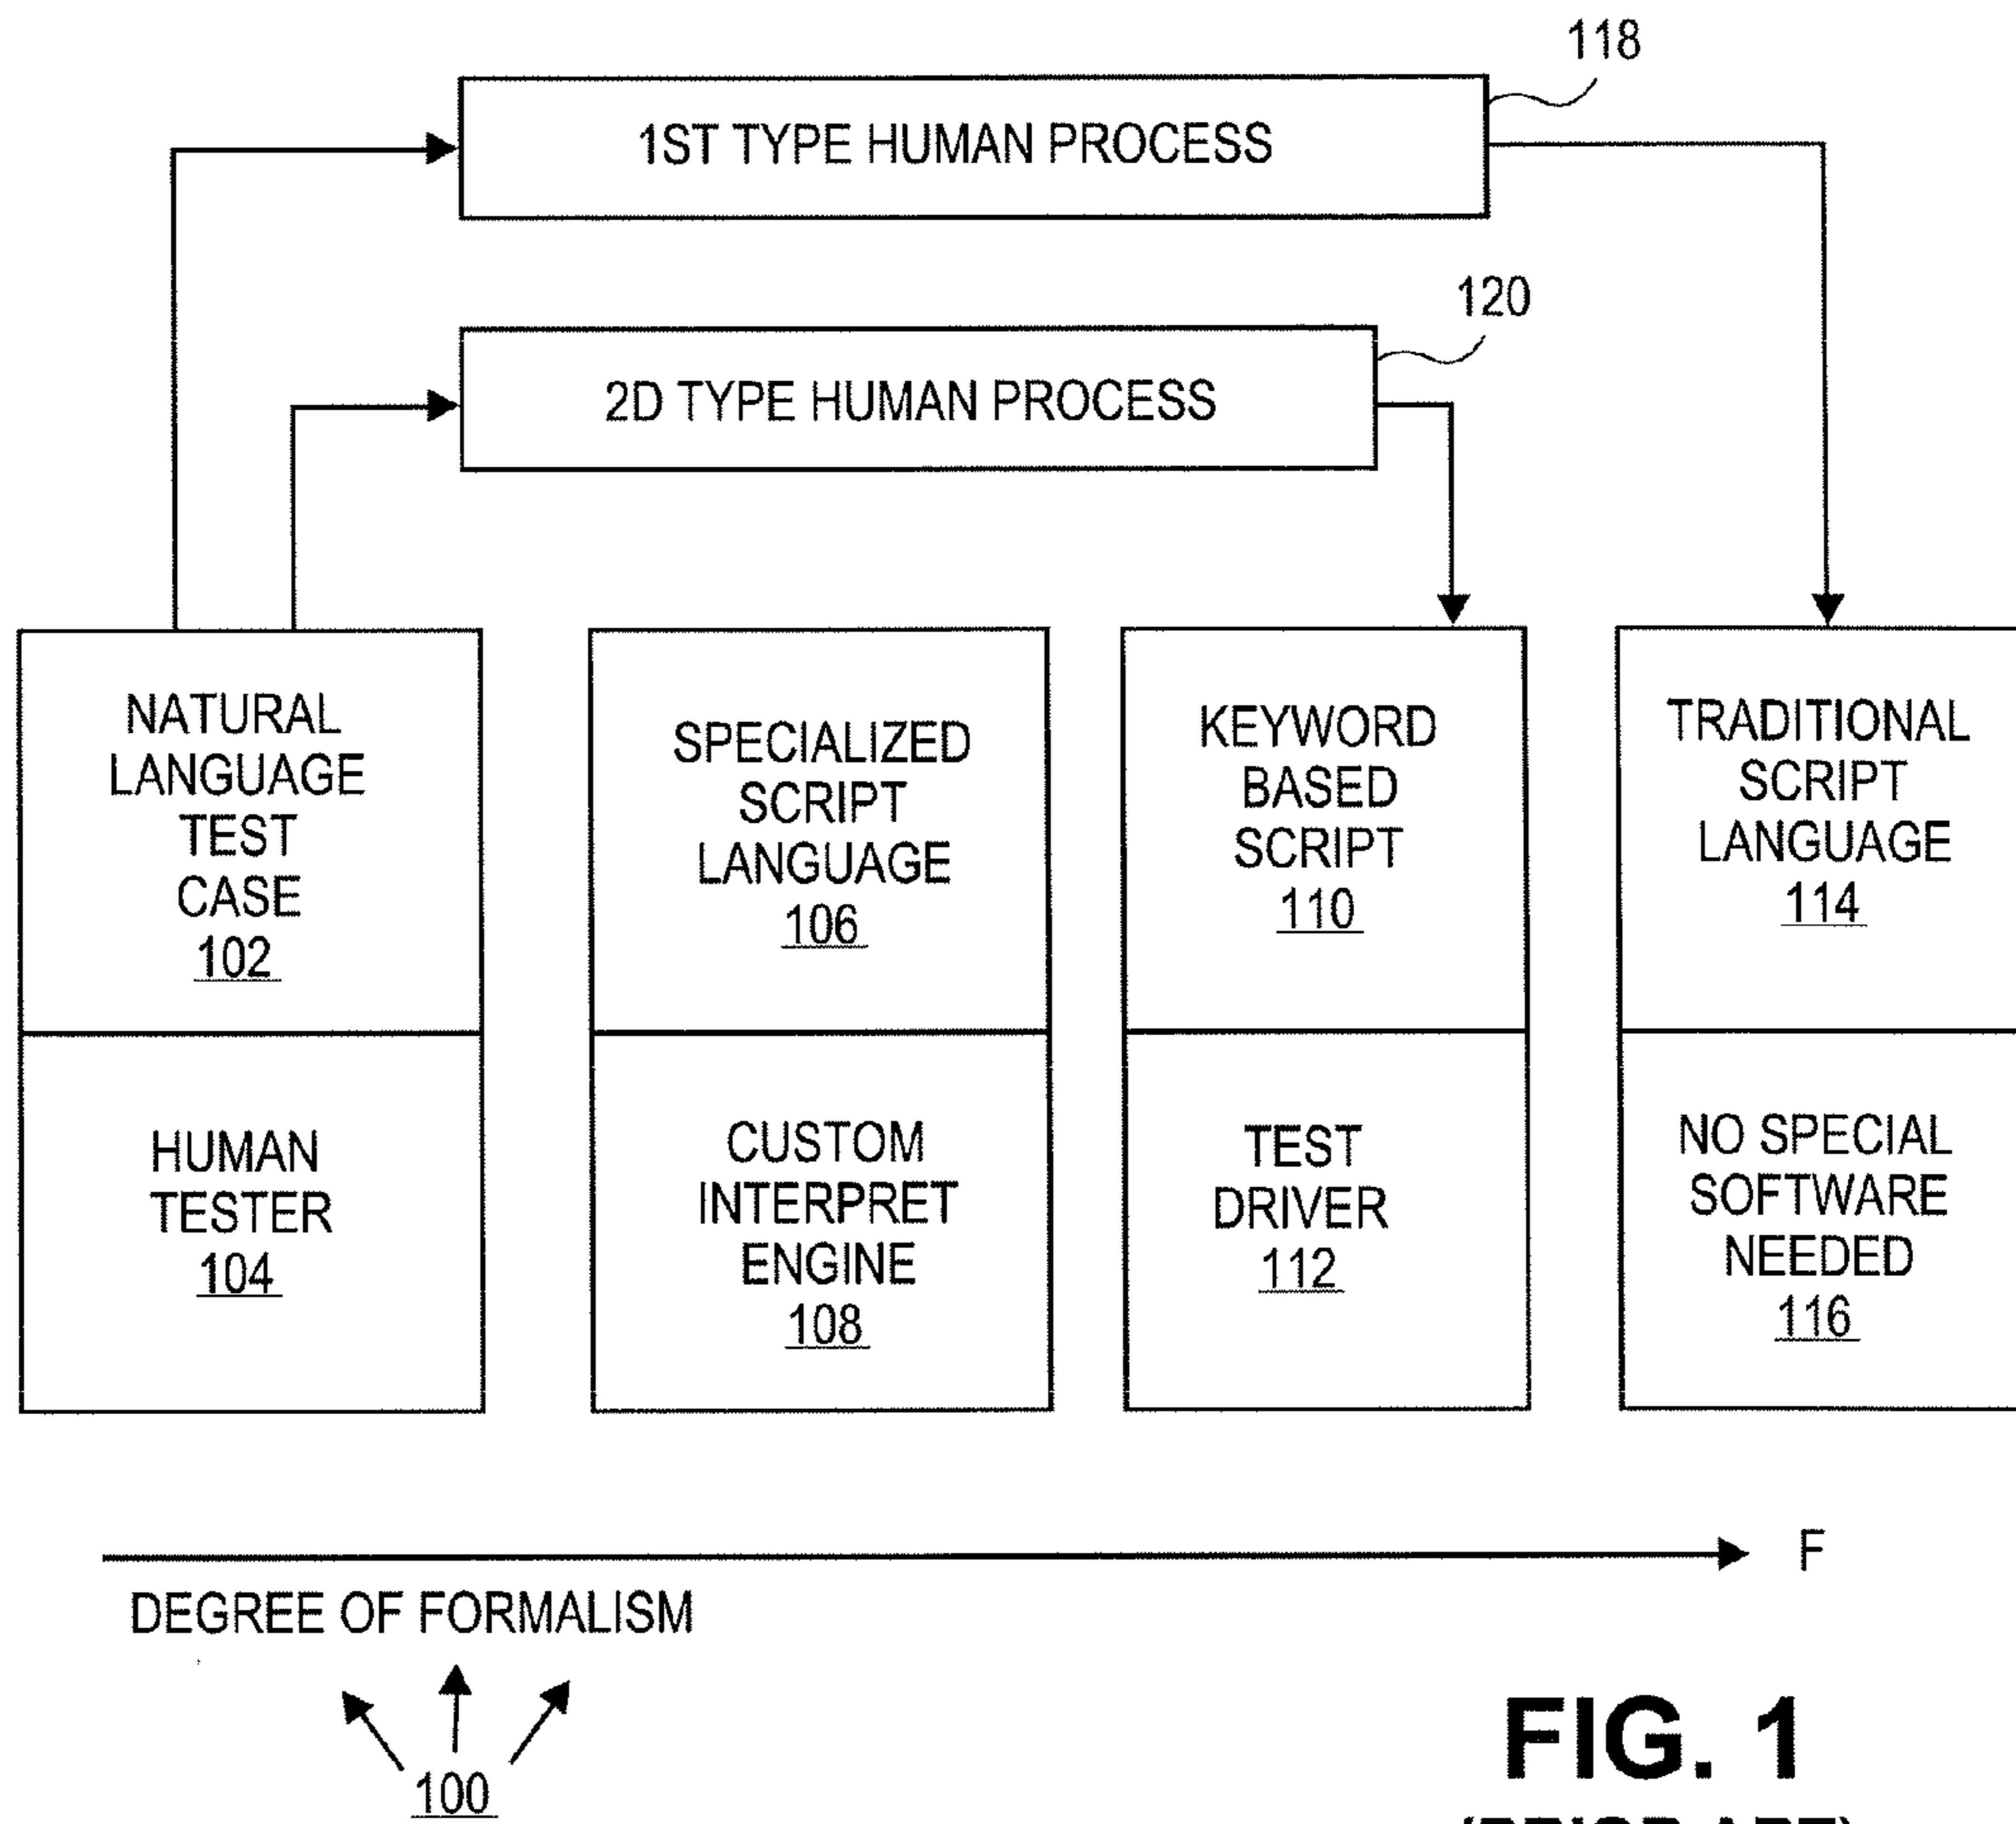 118
1ST TYPE HUMAN PROCESS
120
2D TYPE HUMAN PROCESS
NATURAL
LANGUAGE
TEST
CASE
102
HUMAN
TESTER
104
SPECIALIZED
SCRIPT
LANGUAGE
106
CUSTOM
INTERPRET
ENGINE
108
KEYWORD
BASED
SCRIPT
110
TEST
DRIVER
112
TRADITIONAL
SCRIPT
LANGUAGE
114
NO SPECIAL
SOFTWARE
NEEDED
116
F
DEGREE OF FORMALISM
100
FIG. 1
(PRIOR ART)